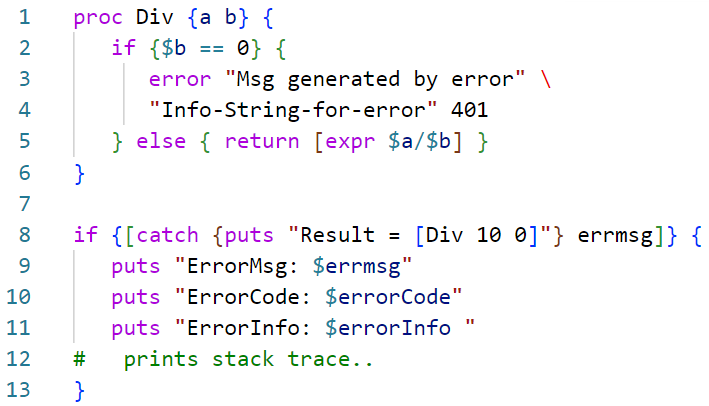 1 proc Div {a b} {
2    if {$b == 0} {
3       error "Msg generated by error" \
4       "Info-String-for-error" 401
5    } else { return [expr $a/$b] }
6 }
7
8 if {[catch {puts "Result = [Div 10 0]"} errmsg]} {
9    puts "ErrorMsg: $errmsg"
10    puts "ErrorCode: $errorCode"
11    puts "ErrorInfo: $errorInfo "
12 #   prints stack trace..
13 }